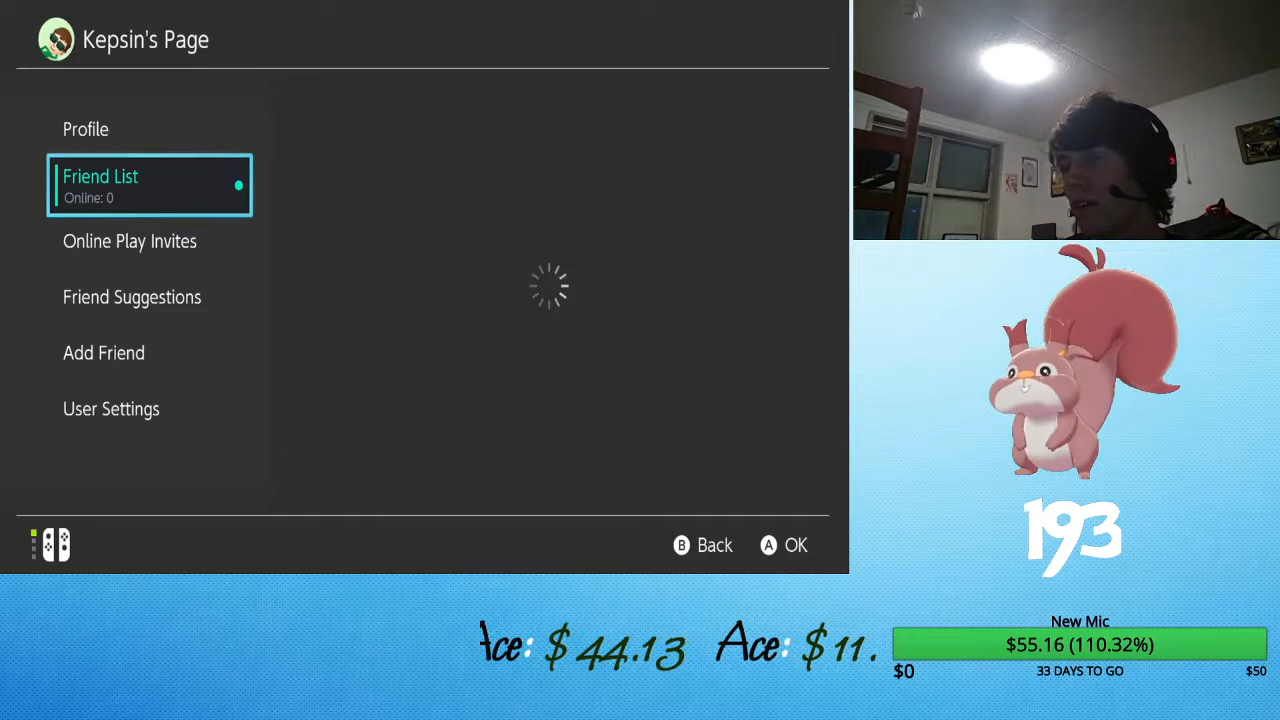 Kepsin's Page
Profile
Friend List
Online: 0
Online Play Invites
Friend Suggestions
Add Friend
User Settings
B Back A OK
193
Ace: $44.13 Ace: $11.
New Mic
$55.16 (110.32%)
$0 33 DAYS TO GO $50